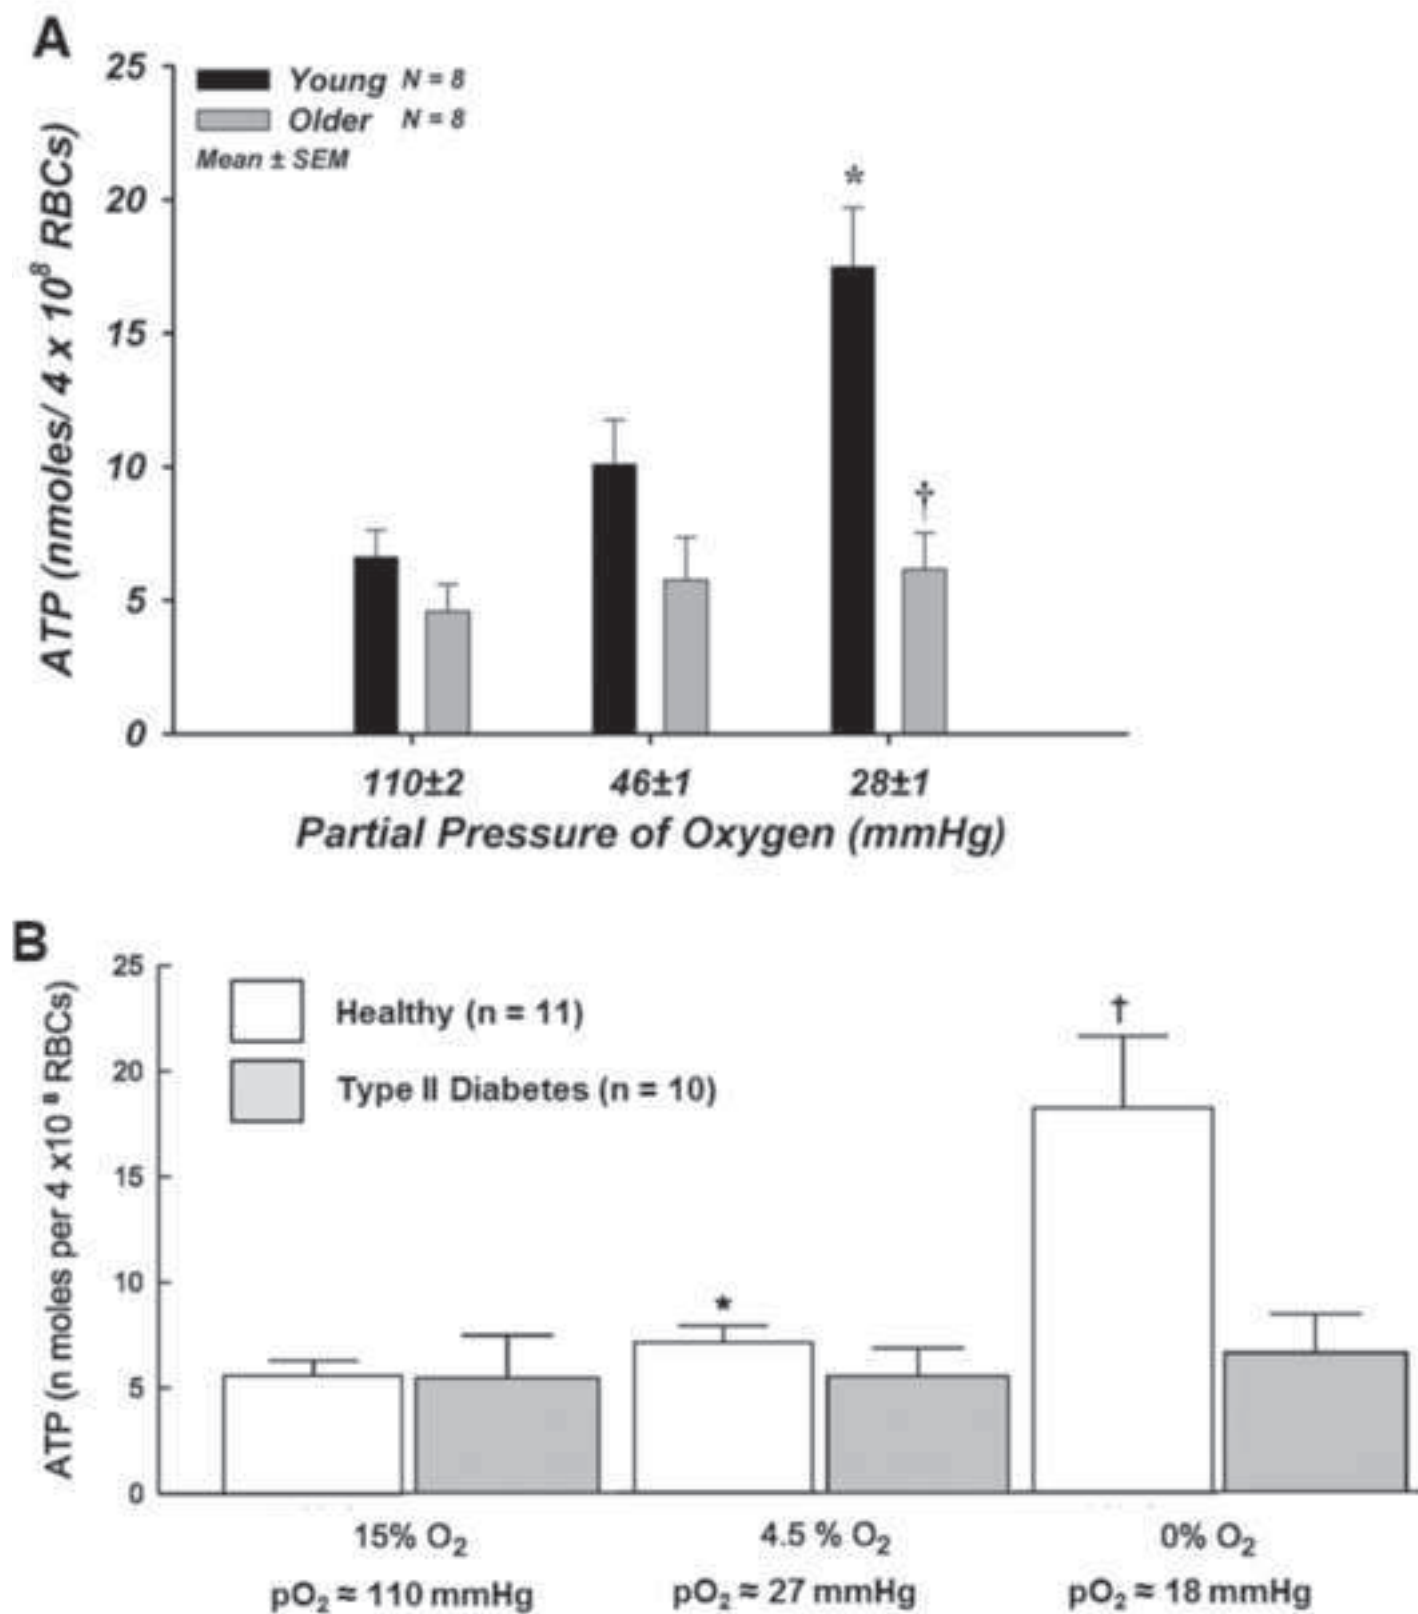 A
25
Young N = 8
Older N = 8
Mean ± SEM
*
20
15
10
†
5
0
ATP (nmoles/ 4 x 10⁸ RBCs)
110±2 46±1 28±1
Partial Pressure of Oxygen (mmHg)
B
25
Healthy (n = 11)
†
20
Type II Diabetes (n = 10)
15
10
*
5
0
ATP (n moles per 4 x10 ⁸ RBCs)
15% O₂ 4.5 % O₂ 0% O₂
pO₂ ≈ 110 mmHg pO₂ ≈ 27 mmHg pO₂ ≈ 18 mmHg